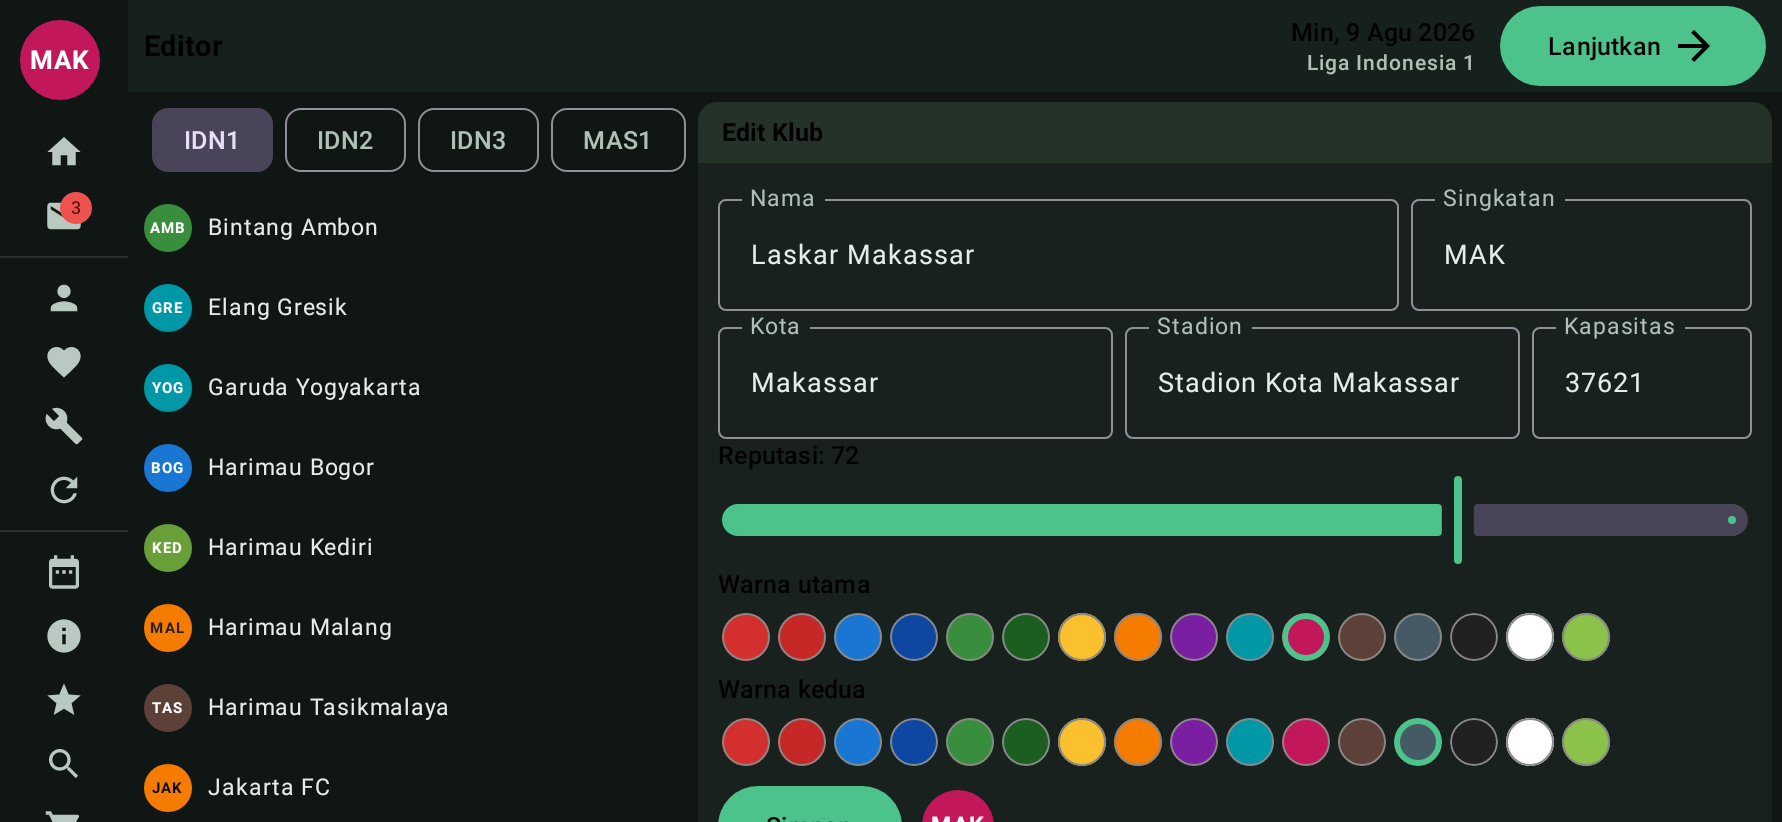 MAK
Editor
Min, 9 Agu 2026
Liga Indonesia 1
Lanjutkan
3
IDN1
IDN2
IDN3
MAS1
AMB Bintang Ambon
GRE Elang Gresik
YOG Garuda Yogyakarta
BOG Harimau Bogor
KED Harimau Kediri
MAL Harimau Malang
TAS Harimau Tasikmalaya
JAK Jakarta FC
Edit Klub
Nama
Laskar Makassar
Singkatan
MAK
Kota
Makassar
Stadion
Stadion Kota Makassar
Kapasitas
37621
Reputasi: 72
Warna utama
Warna kedua
Simpan
MAK